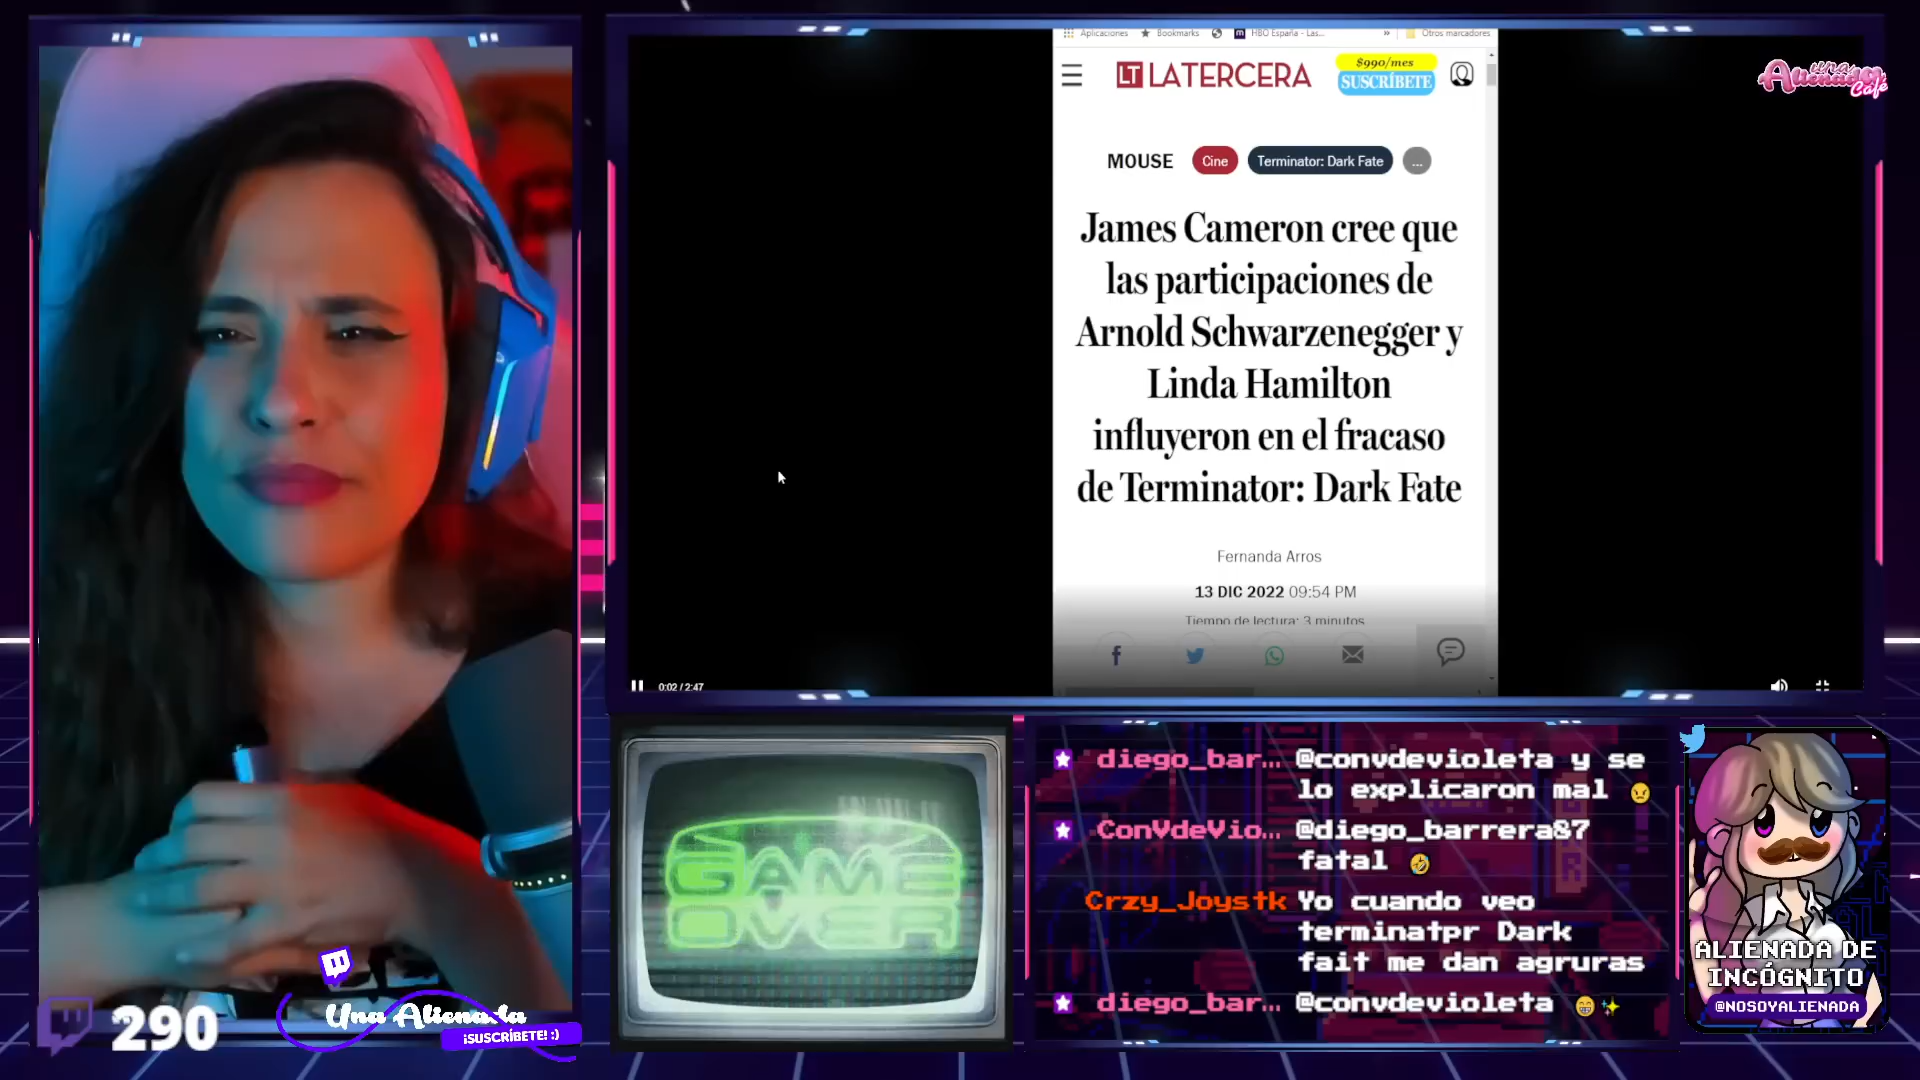 Aplicaciones
Bookmarks
HBO España - Las...
»
Otros marcadores
LT LATERCERA
$990/mes
SUSCRÍBETE
una
Alienada
Café
MOUSE
Cine
Terminator: Dark Fate
...
James Cameron cree que
las participaciones de
Arnold Schwarzenegger y
Linda Hamilton
influyeron en el fracaso
de Terminator: Dark Fate
Fernanda Arros
13 DIC 2022 09:54 PM
Tiempo de lectura: 3 minutos
0:02 / 2:47
GAME
OVER
diego_bar... @convdevioleta y se
lo explicaron mal
ConVdeVio... @diego_barrera87
fatal
Crzy_Joystk Yo cuando veo
terminatpr Dark
fait me dan agruras
diego_bar... @convdevioleta
ALIENADA DE
INCÓGNITO
@NOSOYALIENADA
290
Una Alienada
¡SUSCRÍBETE! :)